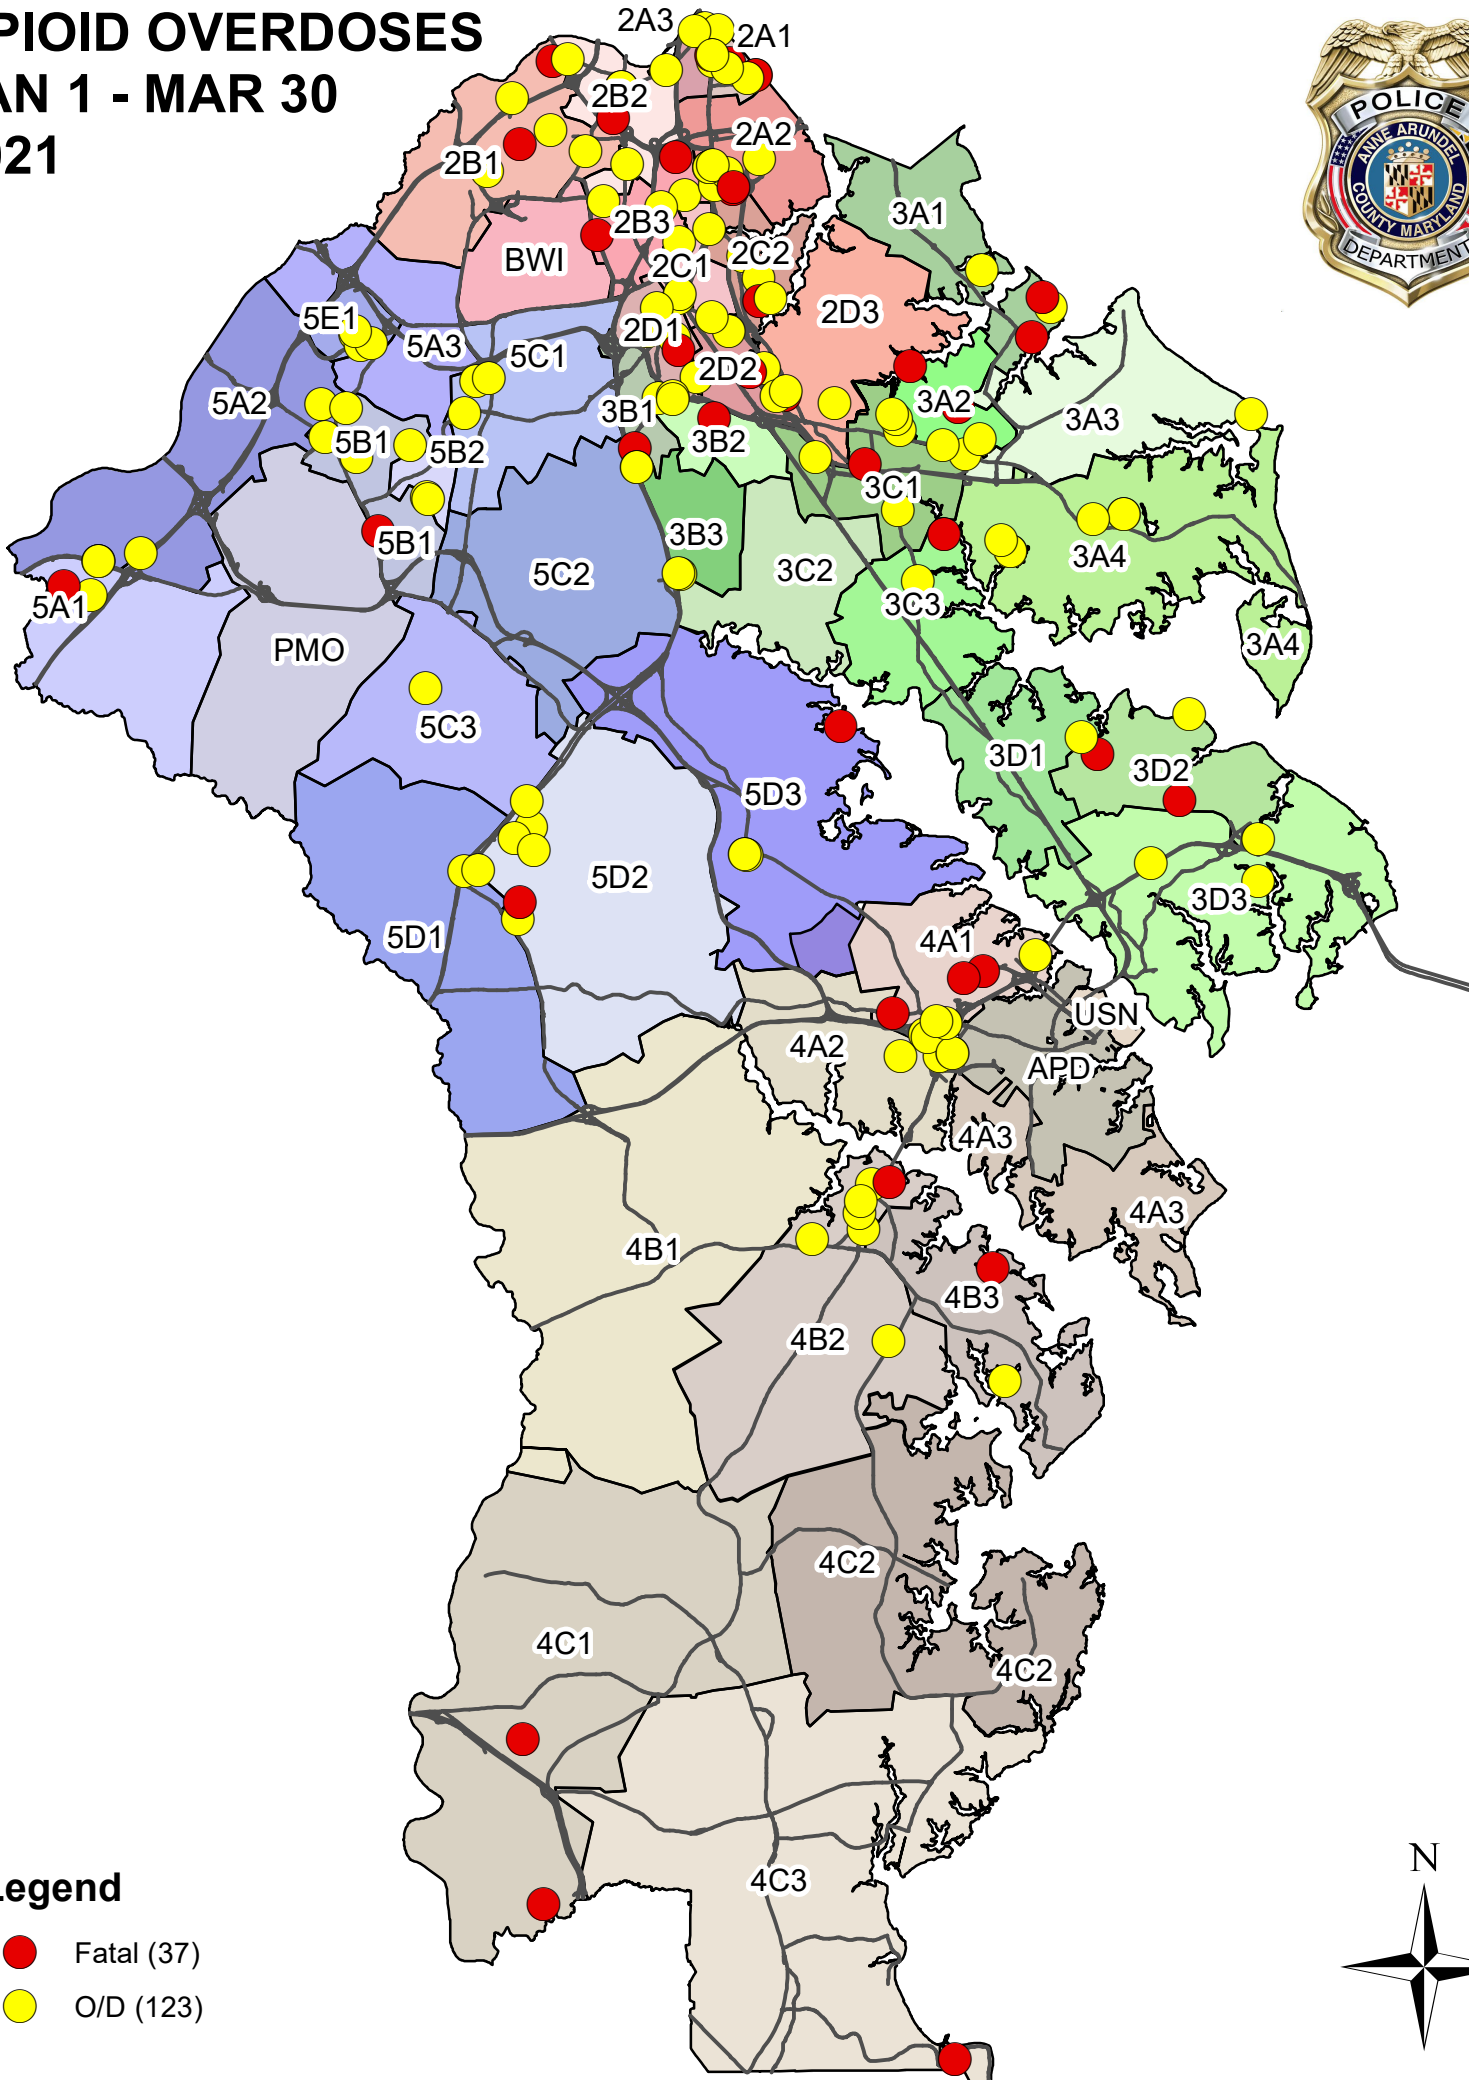 PIOID OVERDOSES
AN 1 - MAR 30
021
2A3
2A1
2B2
2A2
2B1
3A1
2B3
BWI
2C1
2C2
5E1
5A3
5C1
2D1
2D3
2D2
5A2
3B1
3A2
3A3
5B1
5B2
3B2
3C1
5B1
3B3
3A4
5C2
3C2
5A1
3C3
PMO
3A4
5C3
3D1
3D2
5D3
5D2
3D3
5D1
4A1
USN
4A2
APD
4A3
4A3
4B1
4B3
4B2
4C2
4C1
4C2
4C3
POLICE
ANNE ARUNDEL
COUNTY MARYLAND
DEPARTMENT
N
Legend
Fatal (37)
O/D (123)